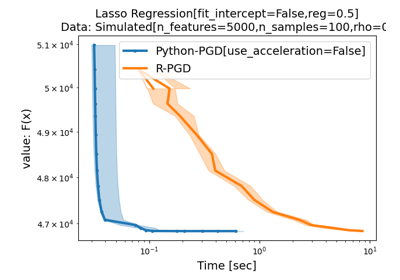 Lasso Regression[fit_intercept=False,reg=0.5]
Data: Simulated[n_features=5000,n_samples=100,rho=0
5.1 × 10⁴
5 × 10⁴
4.9 × 10⁴
4.8 × 10⁴
4.7 × 10⁴
value: F(x)
Python-PGD[use_acceleration=False]
R-PGD
10⁻¹ 10⁰ 10¹
Time [sec]